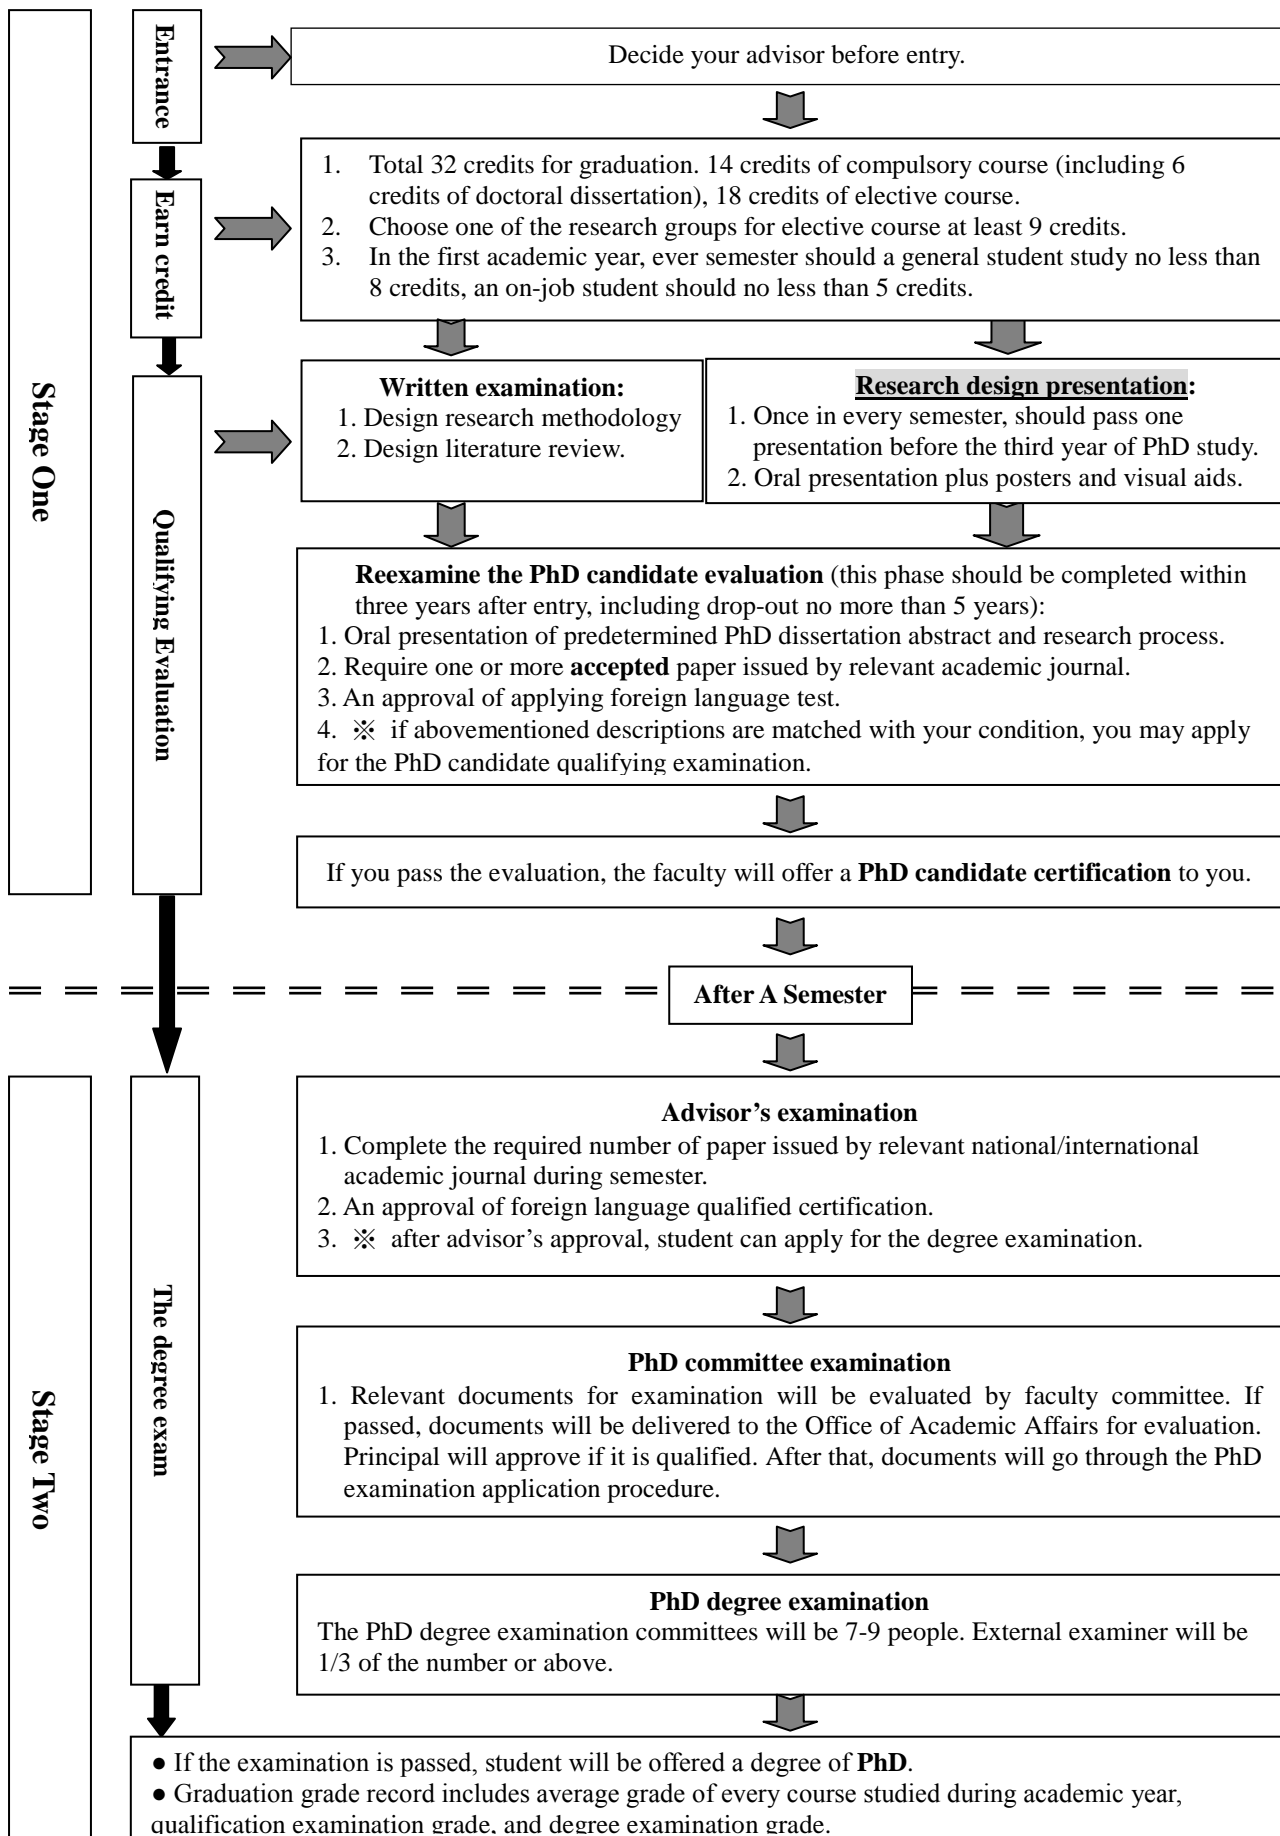 Stage One
Entrance
Decide your advisor before entry.
Earn credit
1. Total 32 credits for graduation. 14 credits of compulsory course (including 6
credits of doctoral dissertation), 18 credits of elective course.
2. Choose one of the research groups for elective course at least 9 credits.
3. In the first academic year, ever semester should a general student study no less than
8 credits, an on-job student should no less than 5 credits.
Qualifying Evaluation
Written examination:
1. Design research methodology
2. Design literature review.
Research design presentation:
1. Once in every semester, should pass one
presentation before the third year of PhD study.
2. Oral presentation plus posters and visual aids.
Reexamine the PhD candidate evaluation (this phase should be completed within
three years after entry, including drop-out no more than 5 years):
1. Oral presentation of predetermined PhD dissertation abstract and research process.
2. Require one or more accepted paper issued by relevant academic journal.
3. An approval of applying foreign language test.
4. ※ if abovementioned descriptions are matched with your condition, you may apply
for the PhD candidate qualifying examination.
If you pass the evaluation, the faculty will offer a PhD candidate certification to you.
After A Semester
Stage Two
The degree exam
Advisor's examination
1. Complete the required number of paper issued by relevant national/international
academic journal during semester.
2. An approval of foreign language qualified certification.
3. ※ after advisor's approval, student can apply for the degree examination.
PhD committee examination
1. Relevant documents for examination will be evaluated by faculty committee. If
passed, documents will be delivered to the Office of Academic Affairs for evaluation.
Principal will approve if it is qualified. After that, documents will go through the PhD
examination application procedure.
PhD degree examination
The PhD degree examination committees will be 7-9 people. External examiner will be
1/3 of the number or above.
● If the examination is passed, student will be offered a degree of PhD.
● Graduation grade record includes average grade of every course studied during academic year,
qualification examination grade, and degree examination grade.